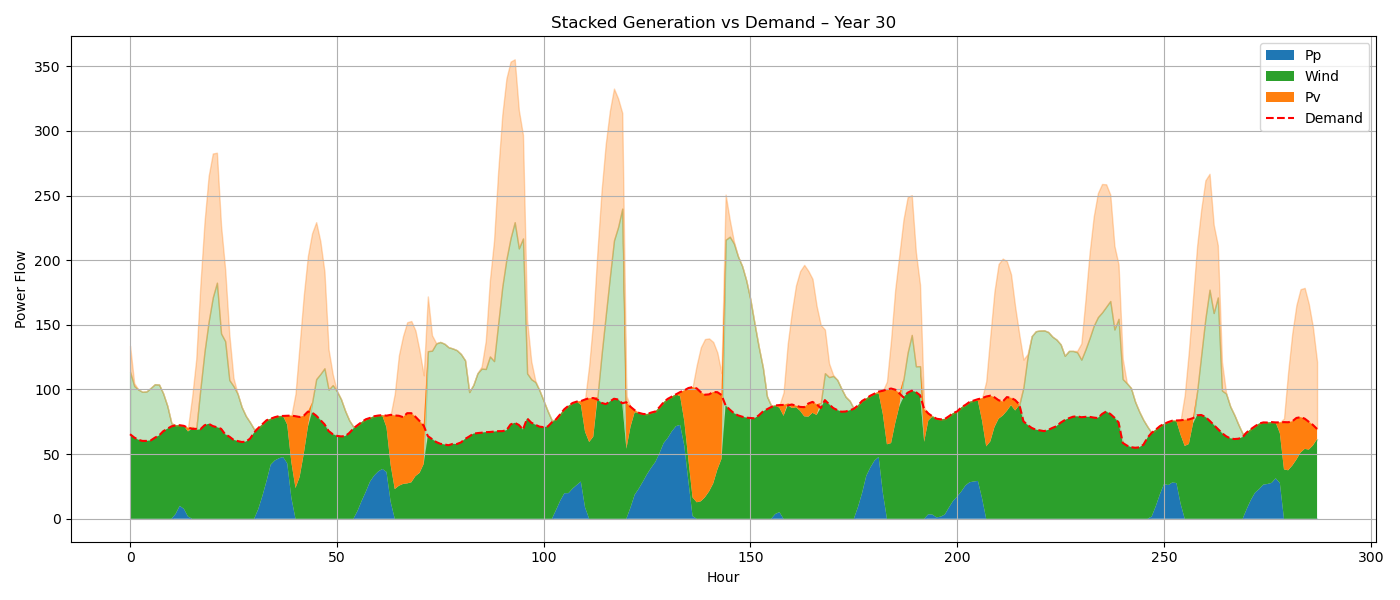 Stacked Generation vs Demand – Year 30
Power Flow
350
300
250
200
150
100
50
0
0 50 100 150 200 250 300
Hour
Pp
Wind
Pv
Demand